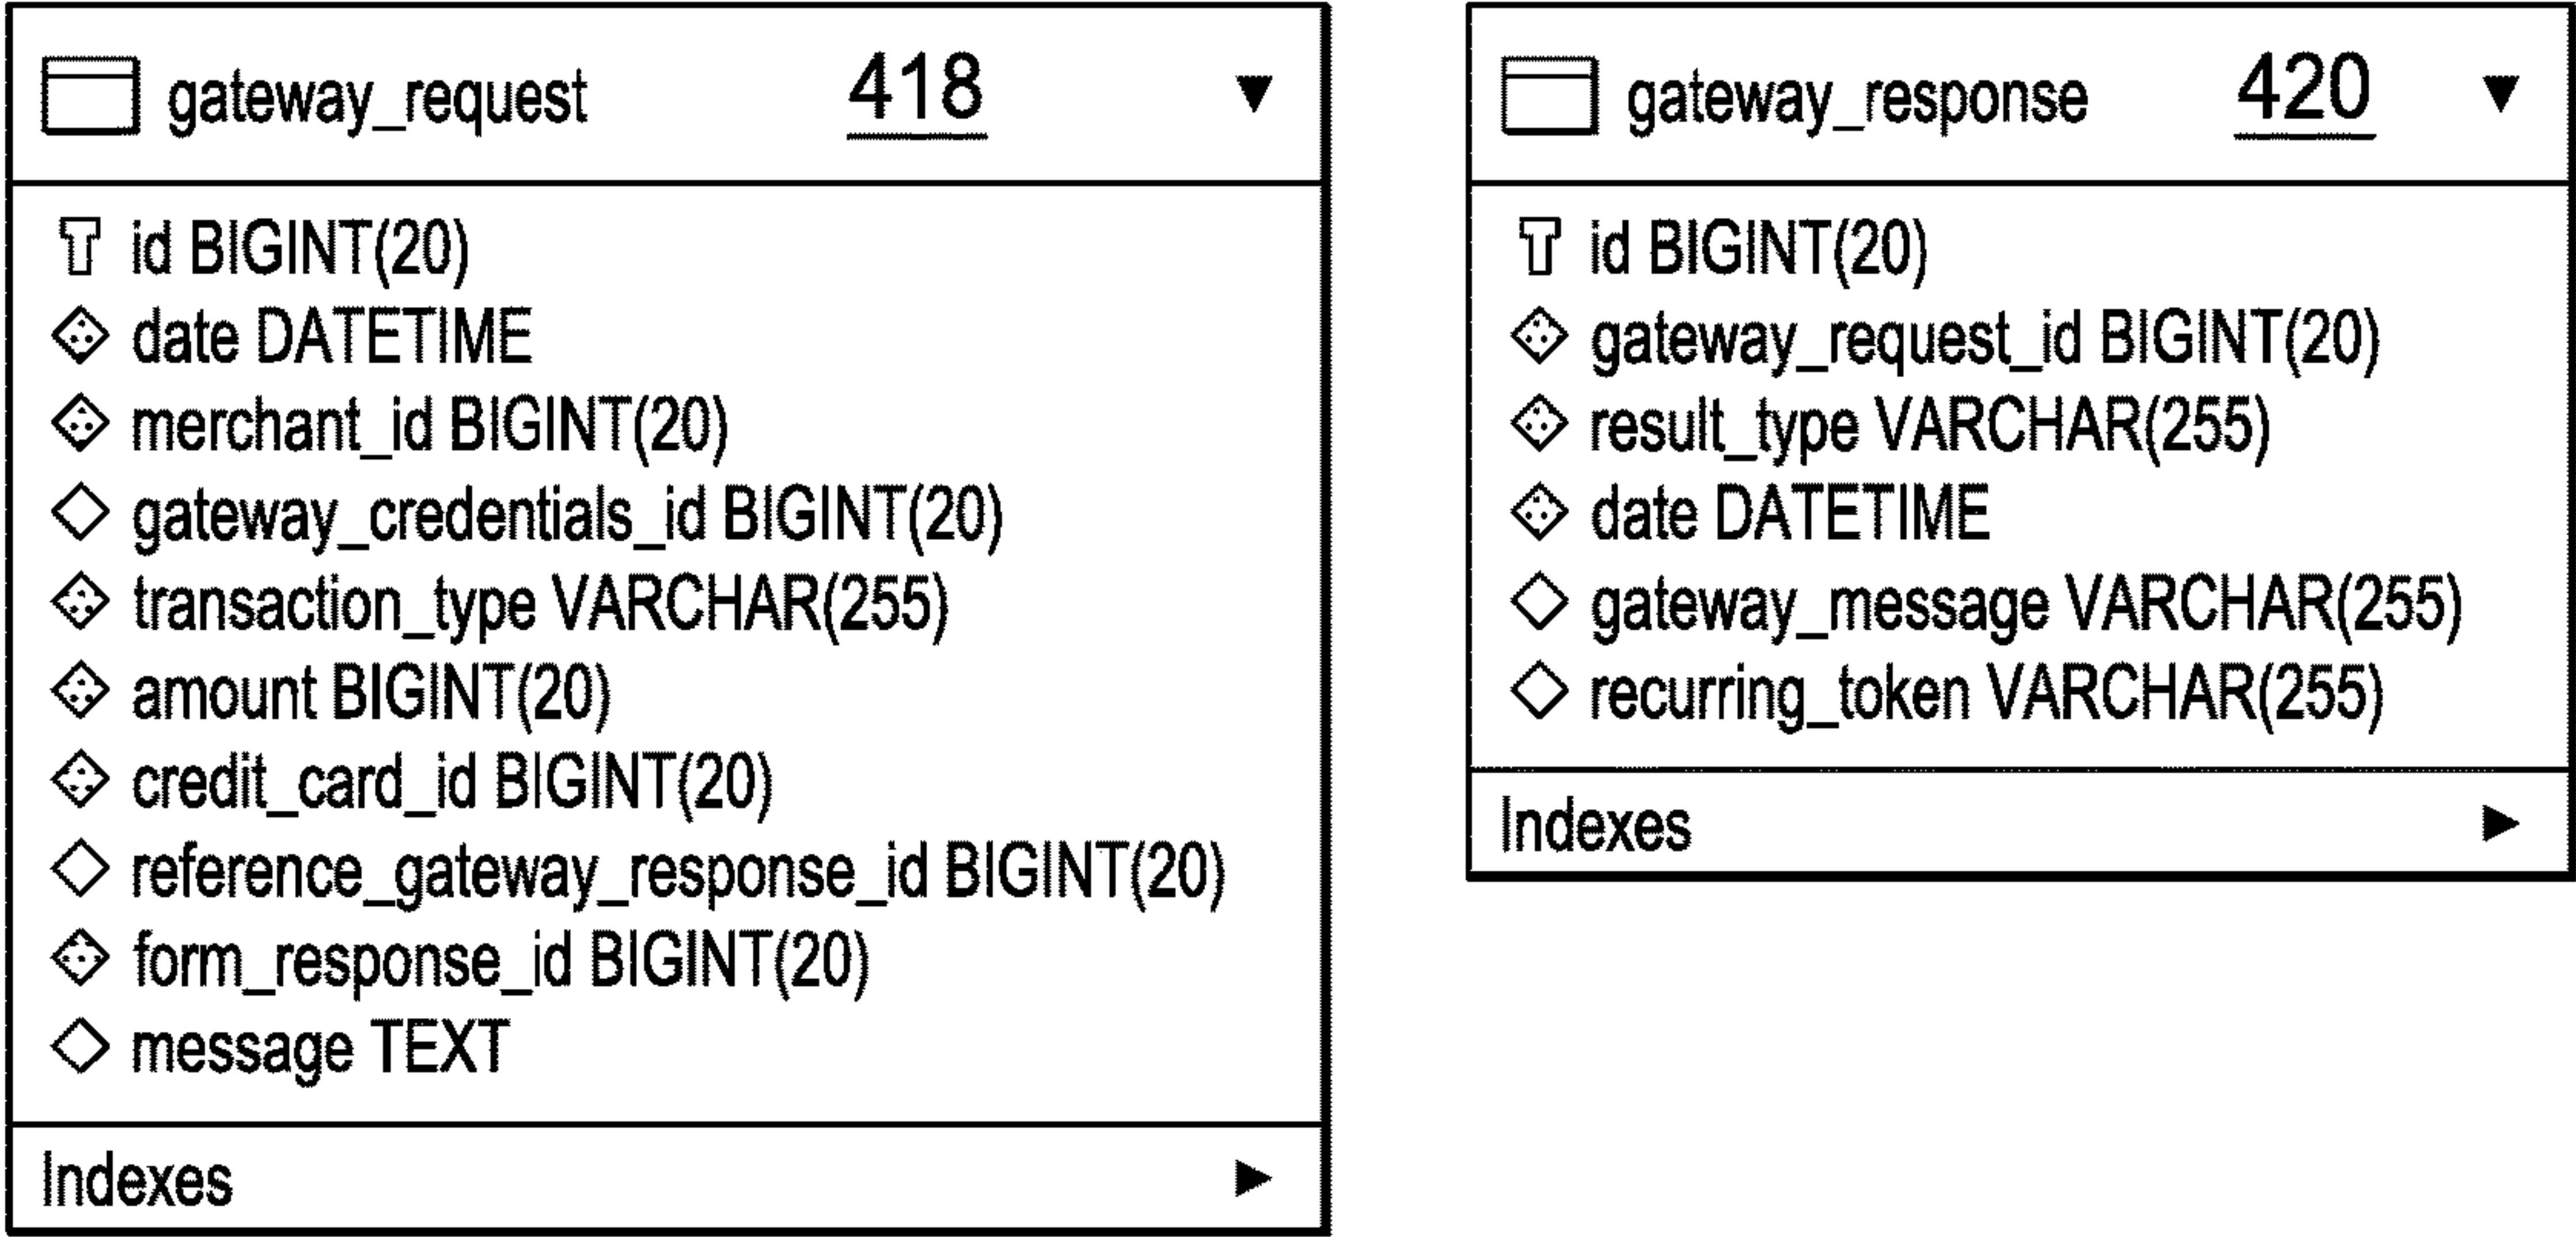 gateway_request 418
id BIGINT(20)
date DATETIME
merchant_id BIGINT(20)
gateway_credentials_id BIGINT(20)
transaction_type VARCHAR(255)
amount BIGINT(20)
credit_card_id BIGINT(20)
reference_gateway_response_id BIGINT(20)
form_response_id BIGINT(20)
message TEXT
Indexes
gateway_response 420
id BIGINT(20)
gateway_request_id BIGINT(20)
result_type VARCHAR(255)
date DATETIME
gateway_message VARCHAR(255)
recurring_token VARCHAR(255)
Indexes